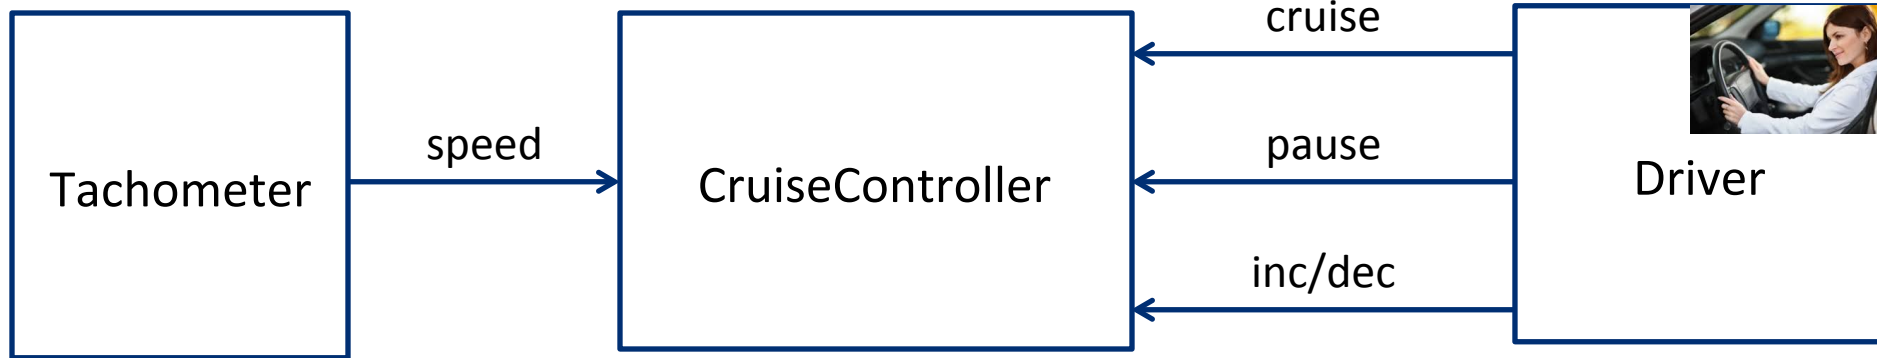 Tachometer
speed
CruiseController
cruise
pause
inc/dec
Driver